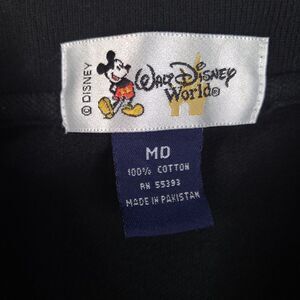 © DISNEY
Walt Disney
World®
MD
100% COTTON
RN 55393
MADE IN PAKISTAN